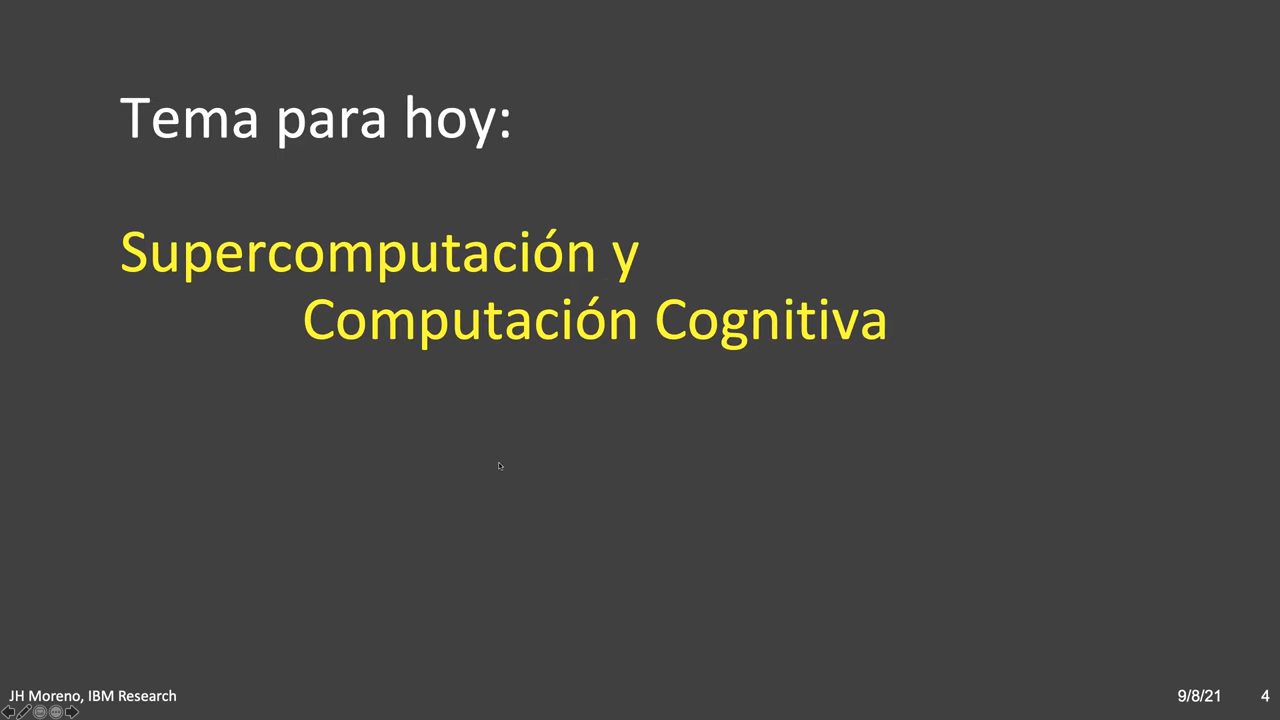 Tema para hoy:
Supercomputación y
Computación Cognitiva
JH Moreno, IBM Research
9/8/21
4